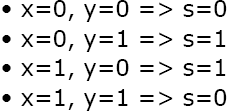 • x=0, y=0 => s=0
• x=0, y=1 => s=1
• x=1, y=0 => s=1
• x=1, y=1 => s=0